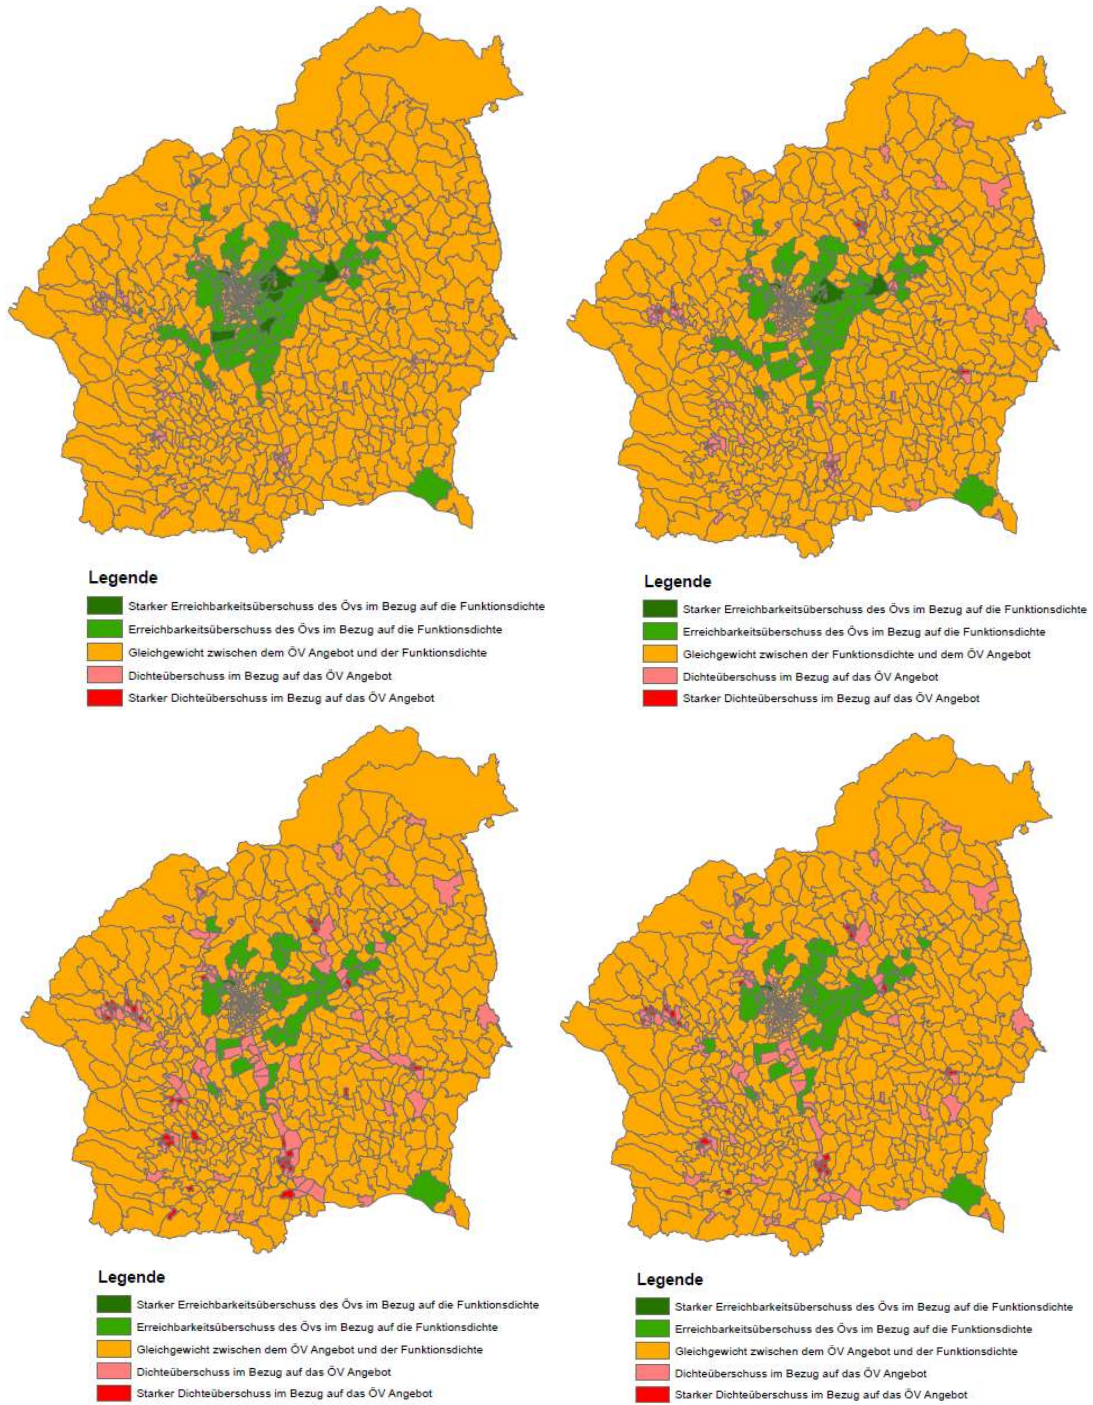 Legende
Starker Erreichbarkeitsüberschuss des Övs im Bezug auf die Funktionsdichte
Erreichbarkeitsüberschuss des Övs im Bezug auf die Funktionsdichte
Gleichgewicht zwischen dem ÖV Angebot und der Funktionsdichte
Dichteüberschuss im Bezug auf das ÖV Angebot
Starker Dichteüberschuss im Bezug auf das ÖV Angebot
Legende
Starker Erreichbarkeitsüberschuss des Övs im Bezug auf die Funktionsdichte
Erreichbarkeitsüberschuss des Övs im Bezug auf die Funktionsdichte
Gleichgewicht zwischen der Funktionsdichte und dem ÖV Angebot
Dichteüberschuss im Bezug auf das ÖV Angebot
Starker Dichteüberschuss im Bezug auf das ÖV Angebot
Legende
Starker Erreichbarkeitsüberschuss des Övs im Bezug auf die Funktionsdichte
Erreichbarkeitsüberschuss des Övs im Bezug auf die Funktionsdichte
Gleichgewicht zwischen dem ÖV Angebot und der Funktionsdichte
Dichteüberschuss im Bezug auf das ÖV Angebot
Starker Dichteüberschuss im Bezug auf das ÖV Angebot
Legende
Starker Erreichbarkeitsüberschuss des Övs im Bezug auf die Funktionsdichte
Erreichbarkeitsüberschuss des Övs im Bezug auf die Funktionsdichte
Gleichgewicht zwischen dem ÖV Angebot und der Funktionsdichte
Dichteüberschuss im Bezug auf das ÖV Angebot
Starker Dichteüberschuss im Bezug auf das ÖV Angebot